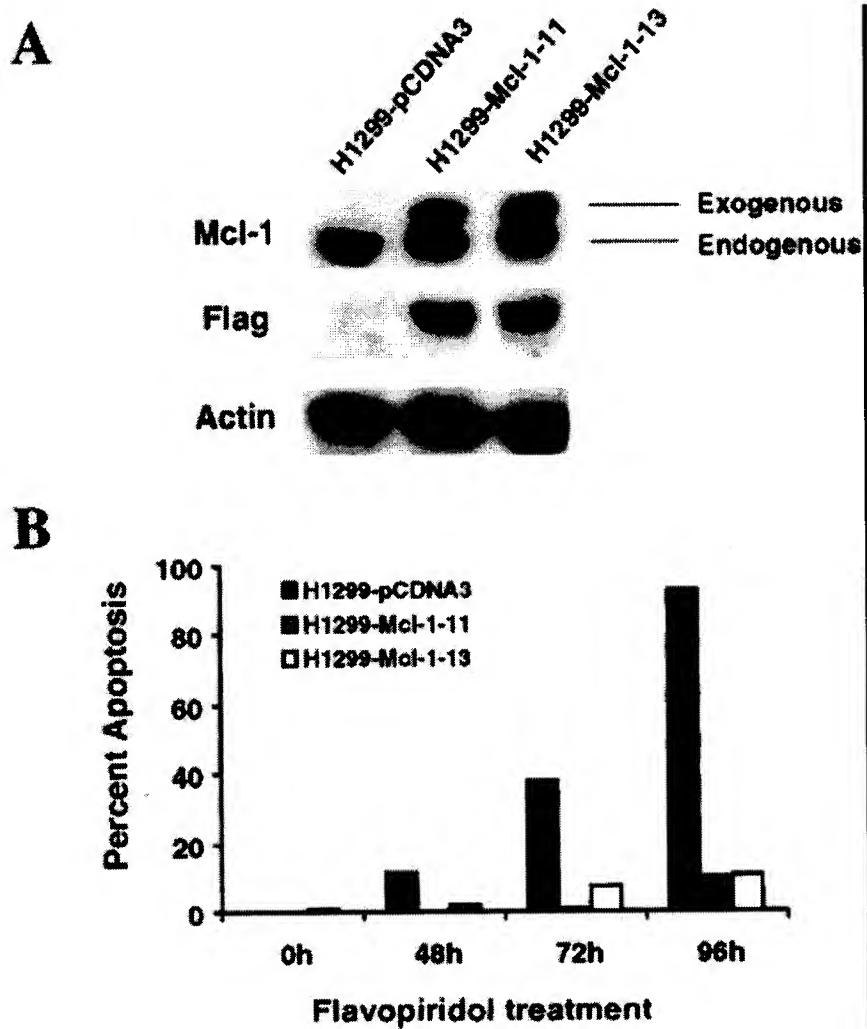 A
H1299-pCDNA3
H1299-Mcl-1-11
H1299-Mcl-1-13
Mcl-1
Exogenous
Endogenous
Flag
Actin
B
Percent Apoptosis
100
80
60
40
20
0
H1299-pCDNA3
H1299-Mcl-1-11
H1299-Mcl-1-13
0h
48h
72h
96h
Flavopiridol treatment